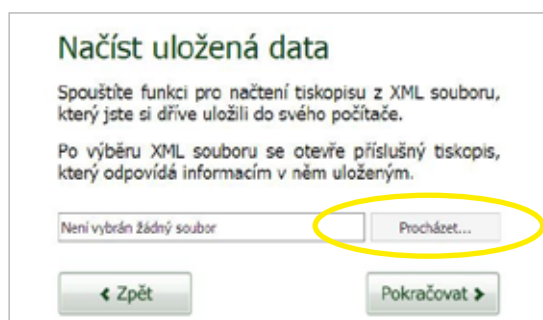 Načíst uložená data
Spouštíte funkci pro načtení tiskopisu z XML souboru,
který jste si dříve uložili do svého počítače.
Po výběru XML souboru se otevře příslušný tiskopis,
který odpovídá informacím v něm uloženým.
Není vybrán žádný soubor
Procházet...
Zpět
Pokračovat